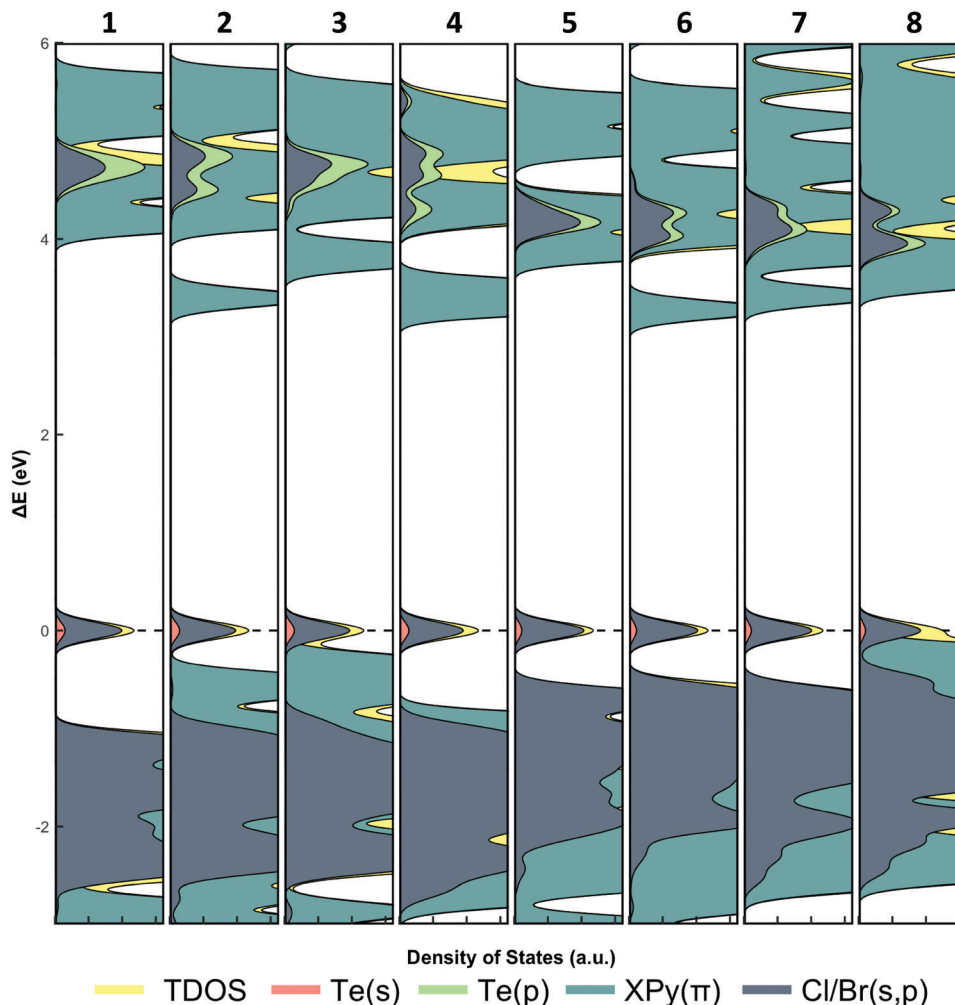 1 2 3 4 5 6 7 8
6
4
2
0
-2
ΔE (eV)
Density of States (a.u.)
TDOS Te(s) Te(p) XPy(π) Cl/Br(s,p)